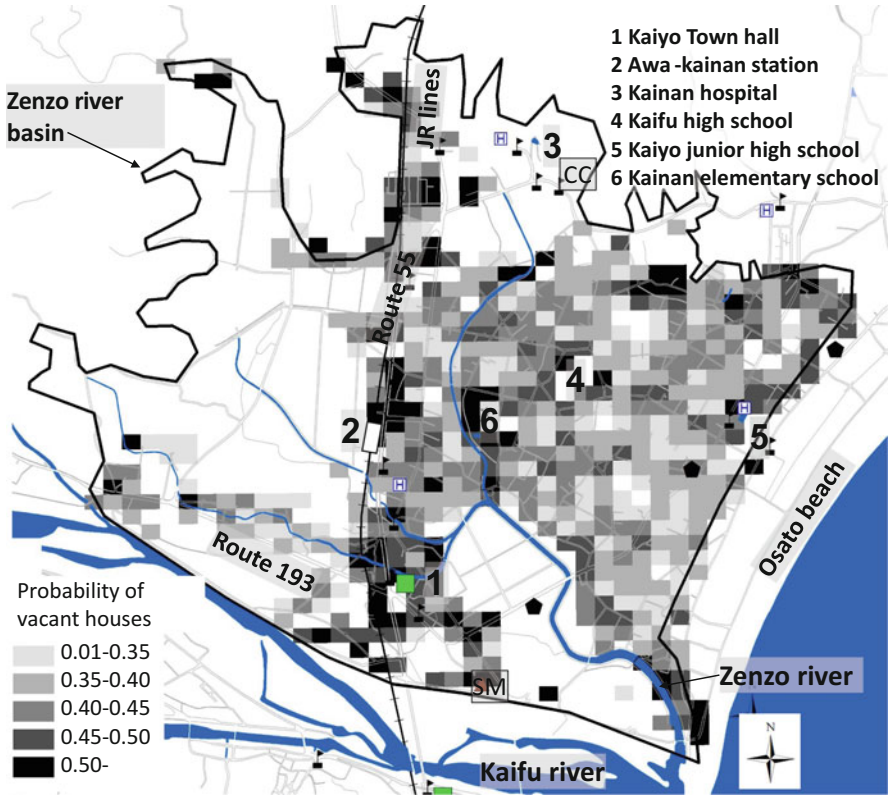 1 Kaiyo Town hall
2 Awa -kainan station
3 Kainan hospital
4 Kaifu high school
5 Kaiyo junior high school
6 Kainan elementary school
Zenzo river
basin
JR lines
H
3
CC
H
Route 55
4
H
6
5
2
H
Osato beach
Route 193
1
Probability of
vacant houses
0.01-0.35
0.35-0.40
0.40-0.45
0.45-0.50
0.50-
SM
Zenzo river
N
Kaifu river